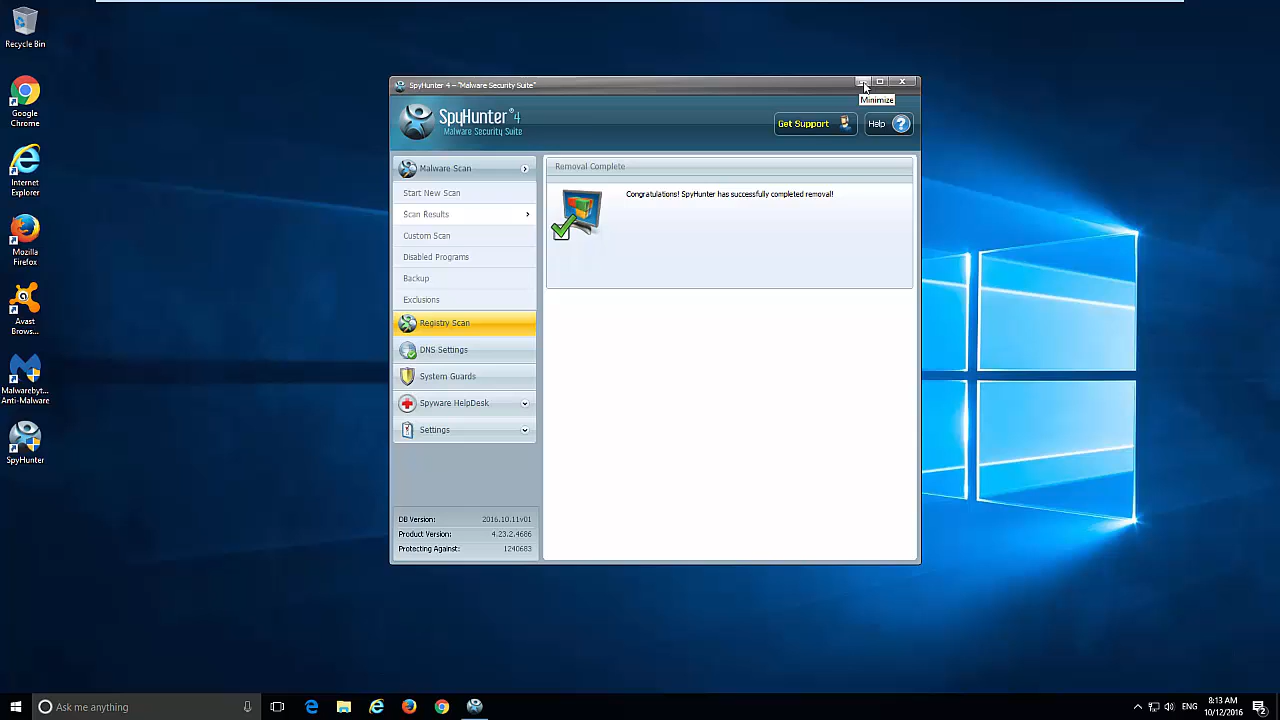 Recycle Bin
Google
Chrome
Internet
Explorer
Mozilla
Firefox
Avast
Brows...
Malwarebyt...
Anti-Malware
SpyHunter
SpyHunter 4 – "Malware Security Suite"
Minimize
SpyHunter® 4
Malware Security Suite
Get Support
Help ?
Malware Scan
Start New Scan
Scan Results
Custom Scan
Disabled Programs
Backup
Exclusions
Registry Scan
DNS Settings
System Guards
Spyware HelpDesk
Settings
DB Version: 2016.10.11v01
Product Version: 4.23.2.4686
Protecting Against: 1240683
Removal Complete
Congratulations! SpyHunter has successfully completed removal!
Ask me anything
ENG
8:13 AM
10/12/2016
2